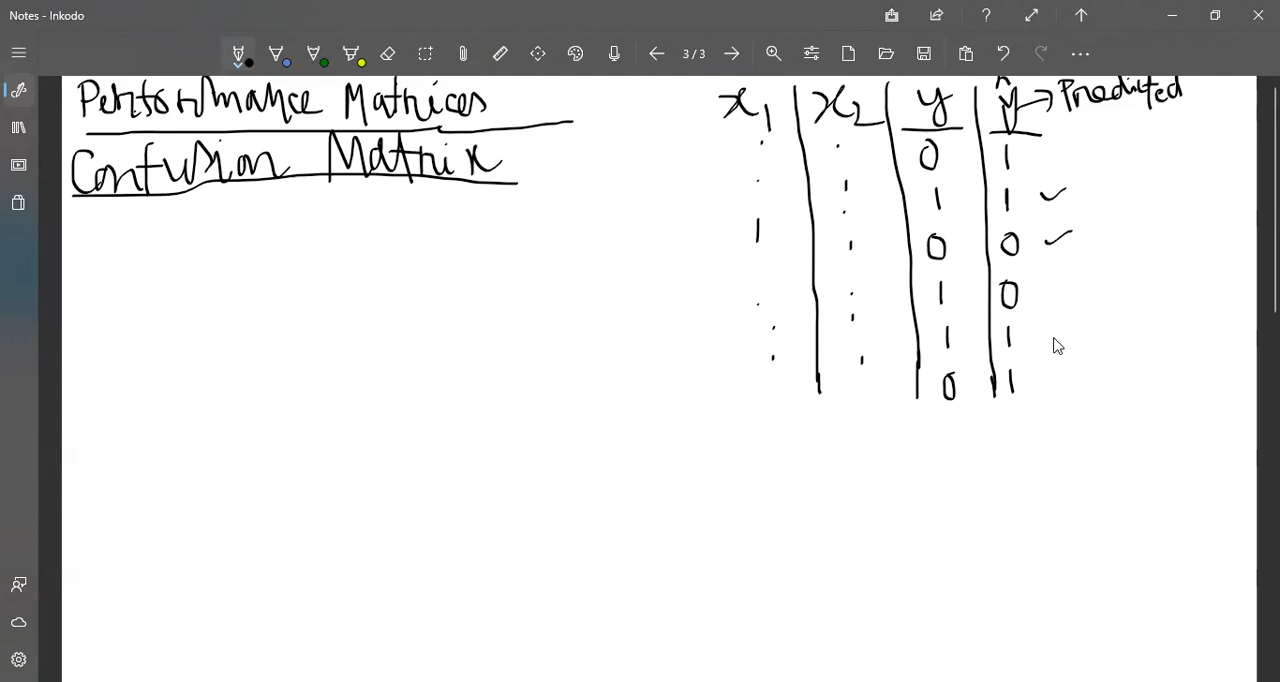 Notes - Inkodo
3/3
Performance Matrices
Confusion Matrix
x1 x2 y ŷ → Predicted
0 1
1 1 ✓
0 0 ✓
1 0
1 1
0 1